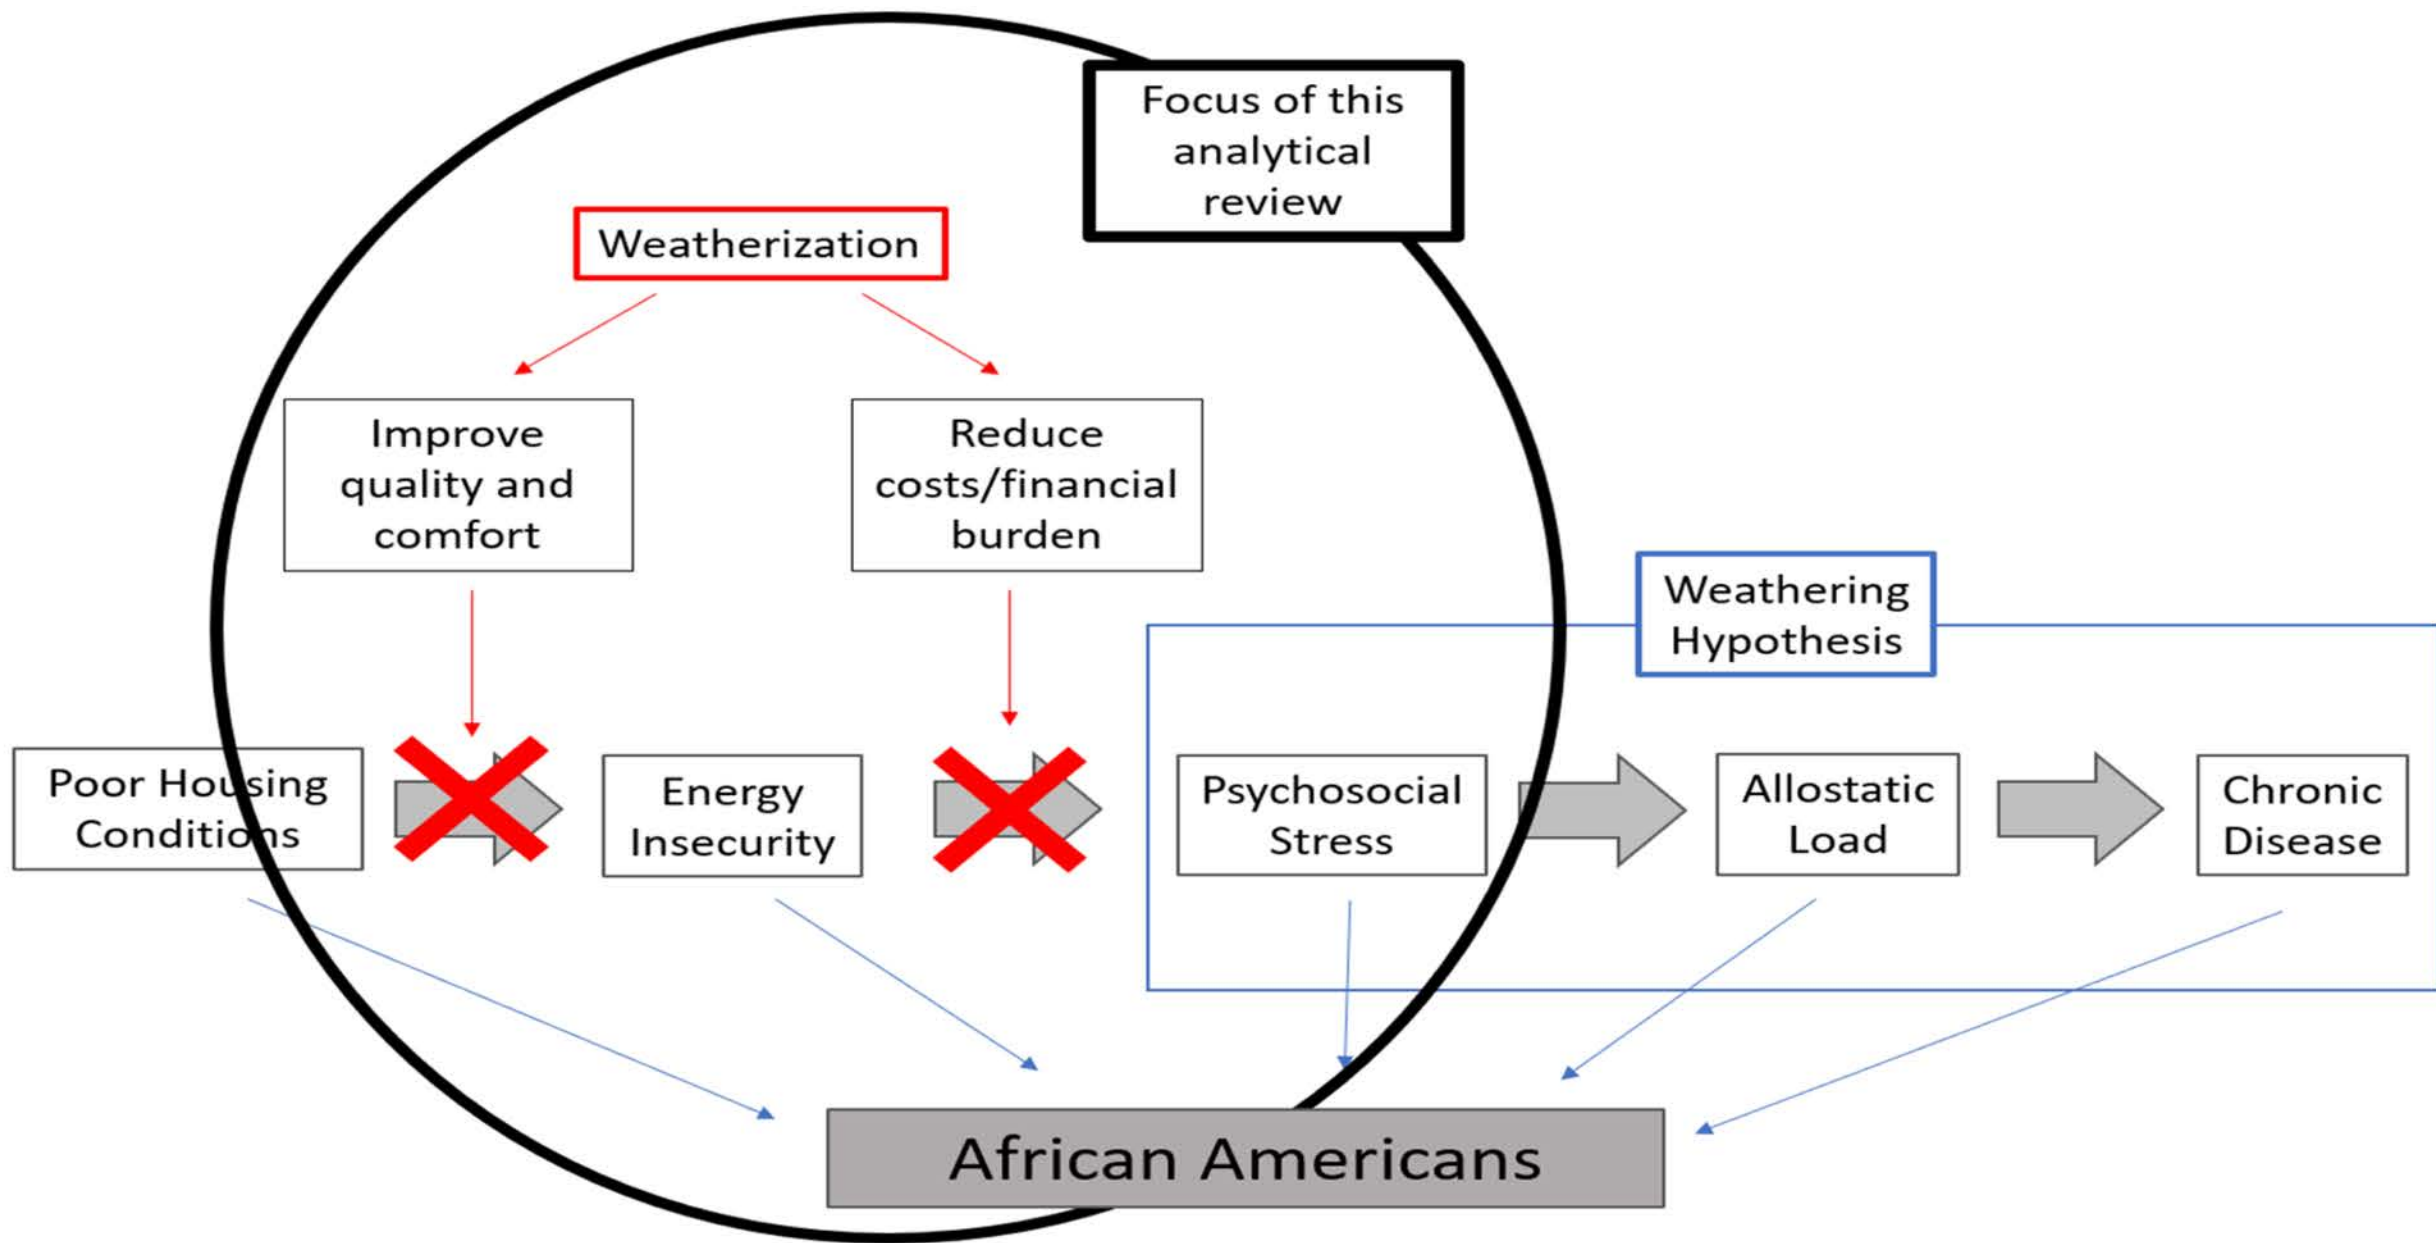 Focus of this
analytical
review
Weatherization
Improve
quality and
comfort
Reduce
costs/financial
burden
Weathering
Hypothesis
Poor Housing
Conditions
Energy
Insecurity
Psychosocial
Stress
Allostatic
Load
Chronic
Disease
African Americans